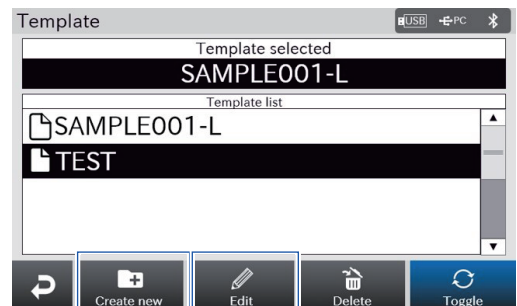 Template
USB PC
Template selected
SAMPLE001-L
Template list
SAMPLE001-L
TEST
Create new
Edit
Delete
Toggle